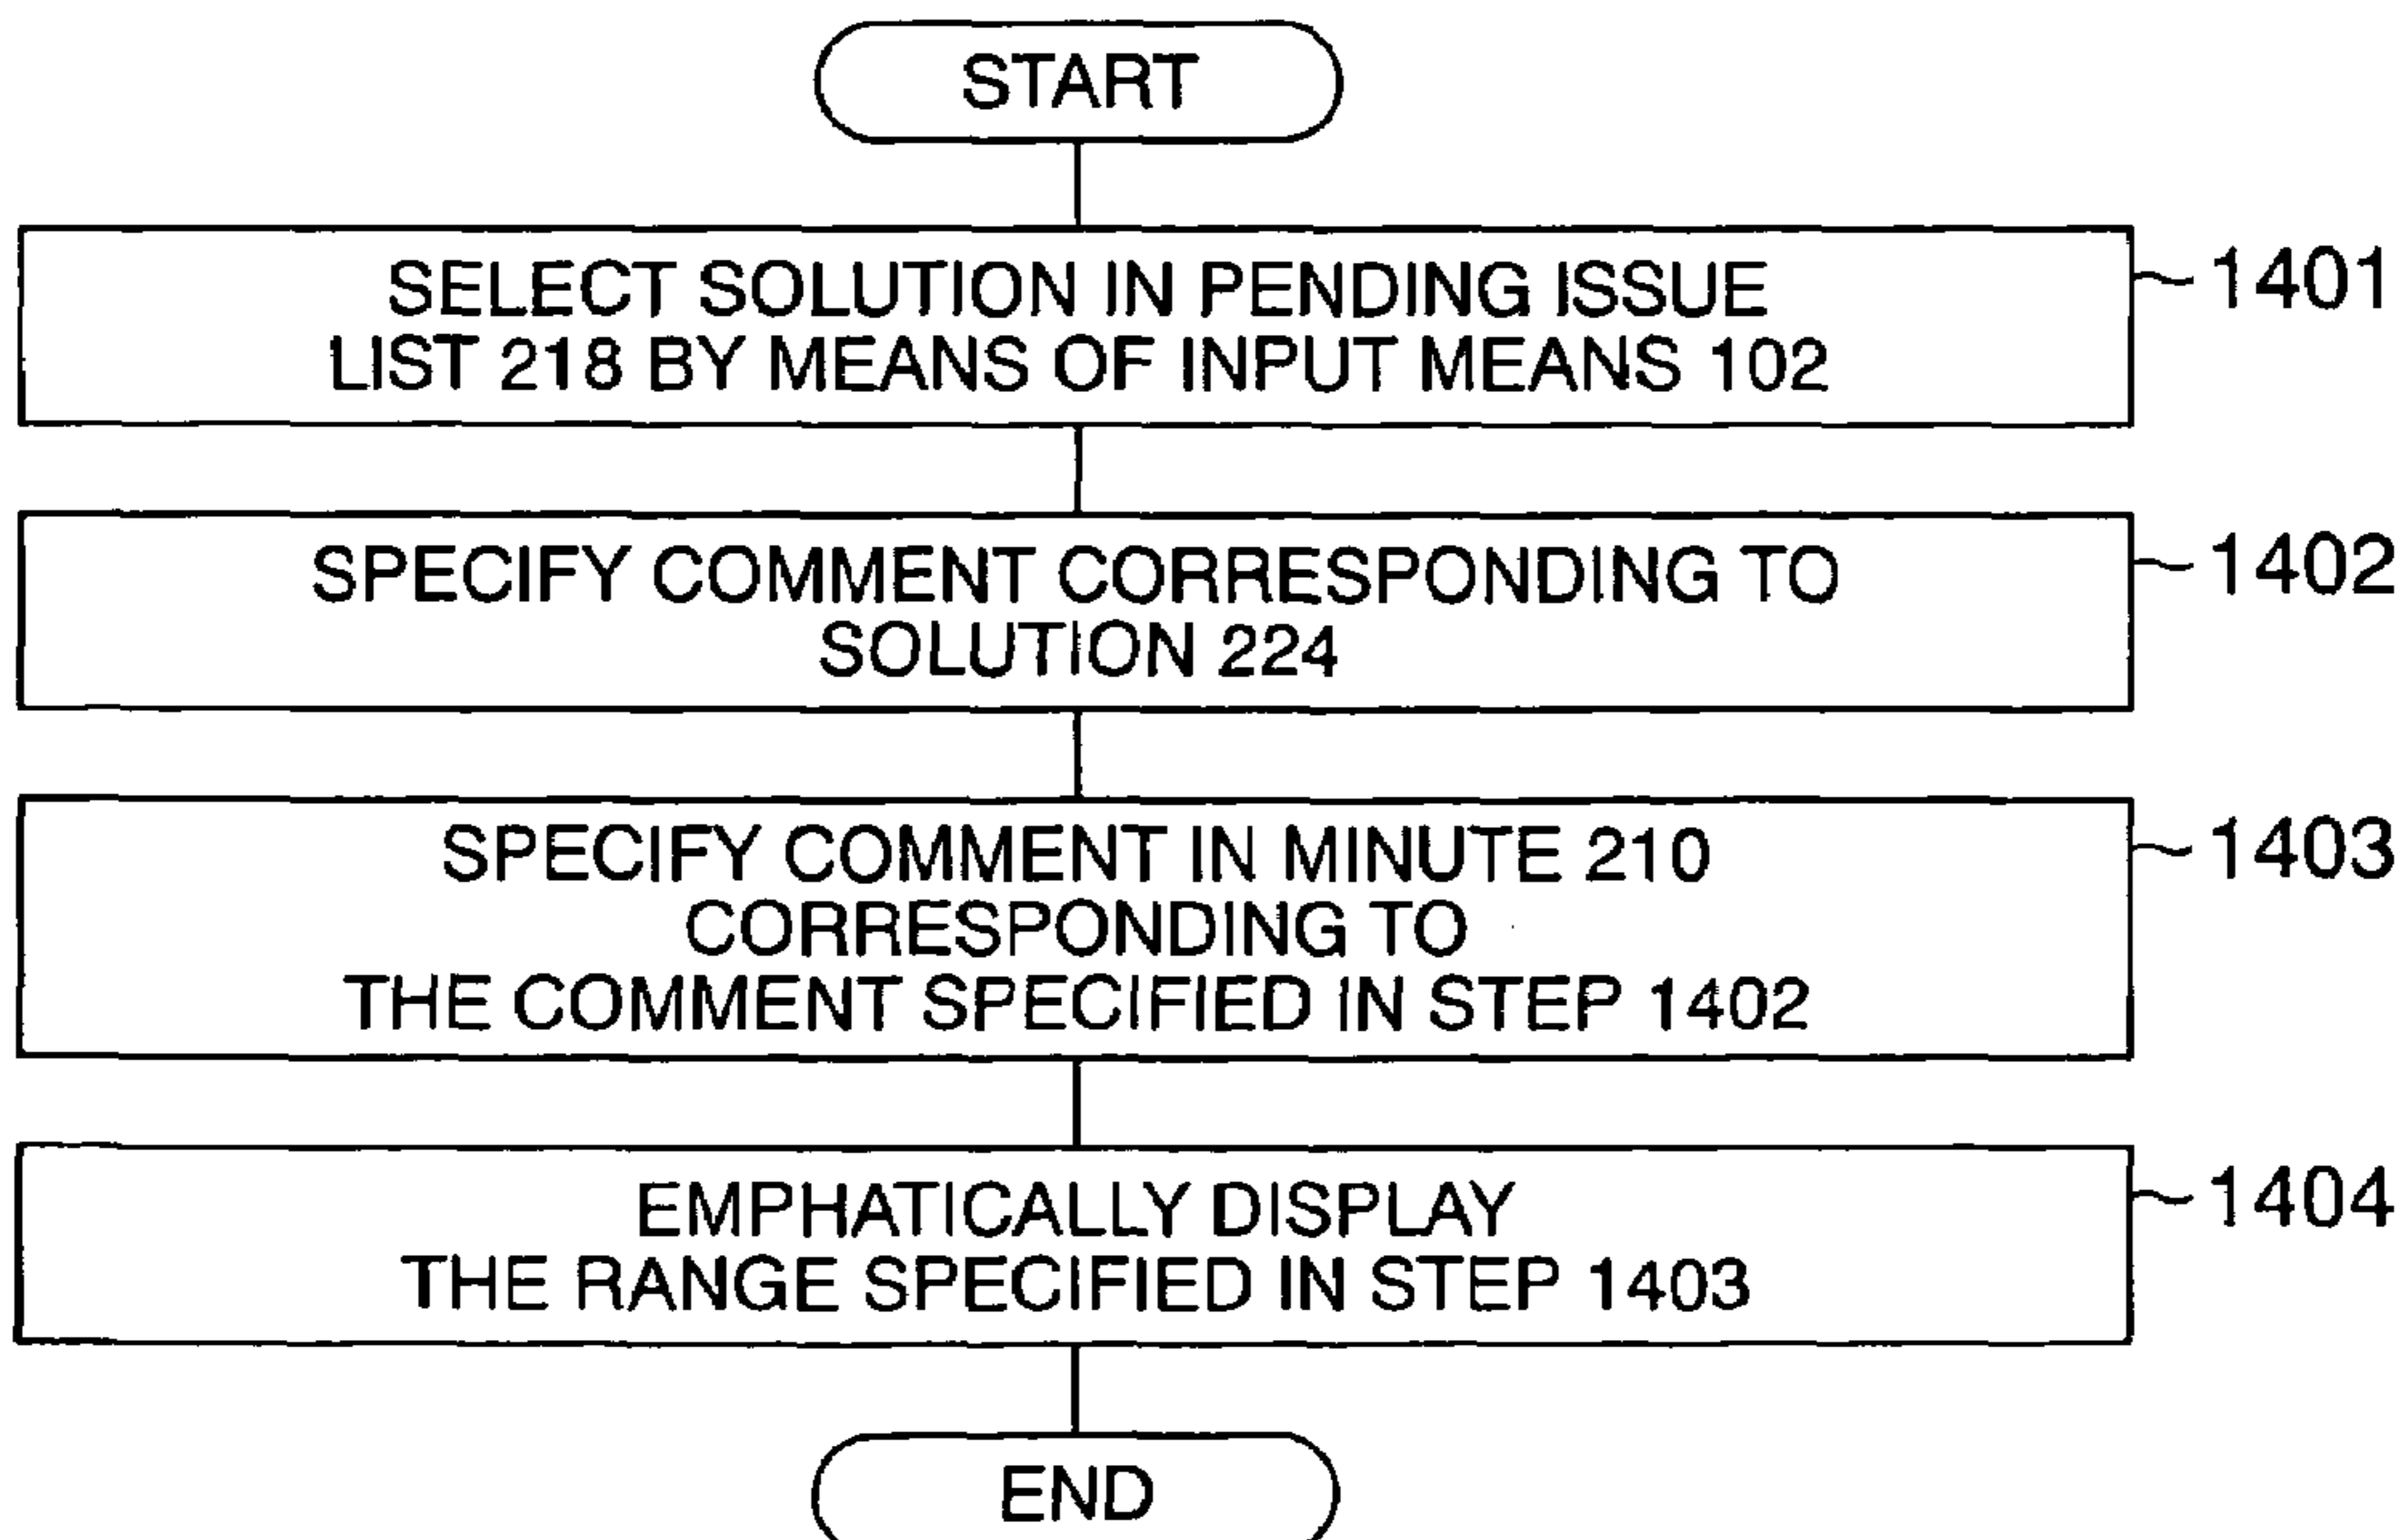 START
SELECT SOLUTION IN PENDING ISSUE
LIST 218 BY MEANS OF INPUT MEANS 102
1401
SPECIFY COMMENT CORRESPONDING TO
SOLUTION 224
1402
SPECIFY COMMENT IN MINUTE 210
CORRESPONDING TO
THE COMMENT SPECIFIED IN STEP 1402
1403
EMPHATICALLY DISPLAY
THE RANGE SPECIFIED IN STEP 1403
1404
END